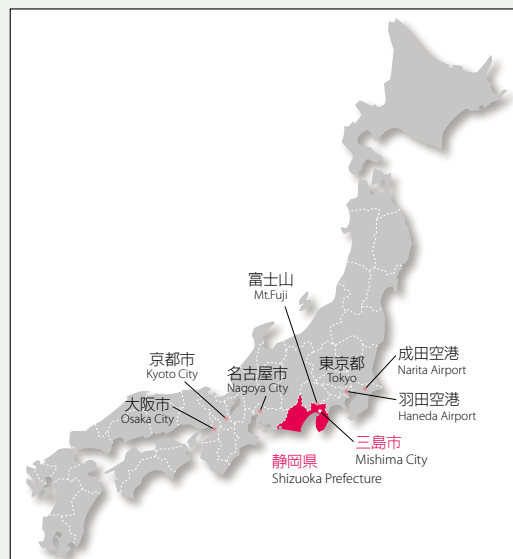 富士山
Mt.Fuji
京都市
Kyoto City
名古屋市
Nagoya City
東京都
Tokyo
成田空港
Narita Airport
大阪市
Osaka City
羽田空港
Haneda Airport
静岡県
Shizuoka Prefecture
三島市
Mishima City